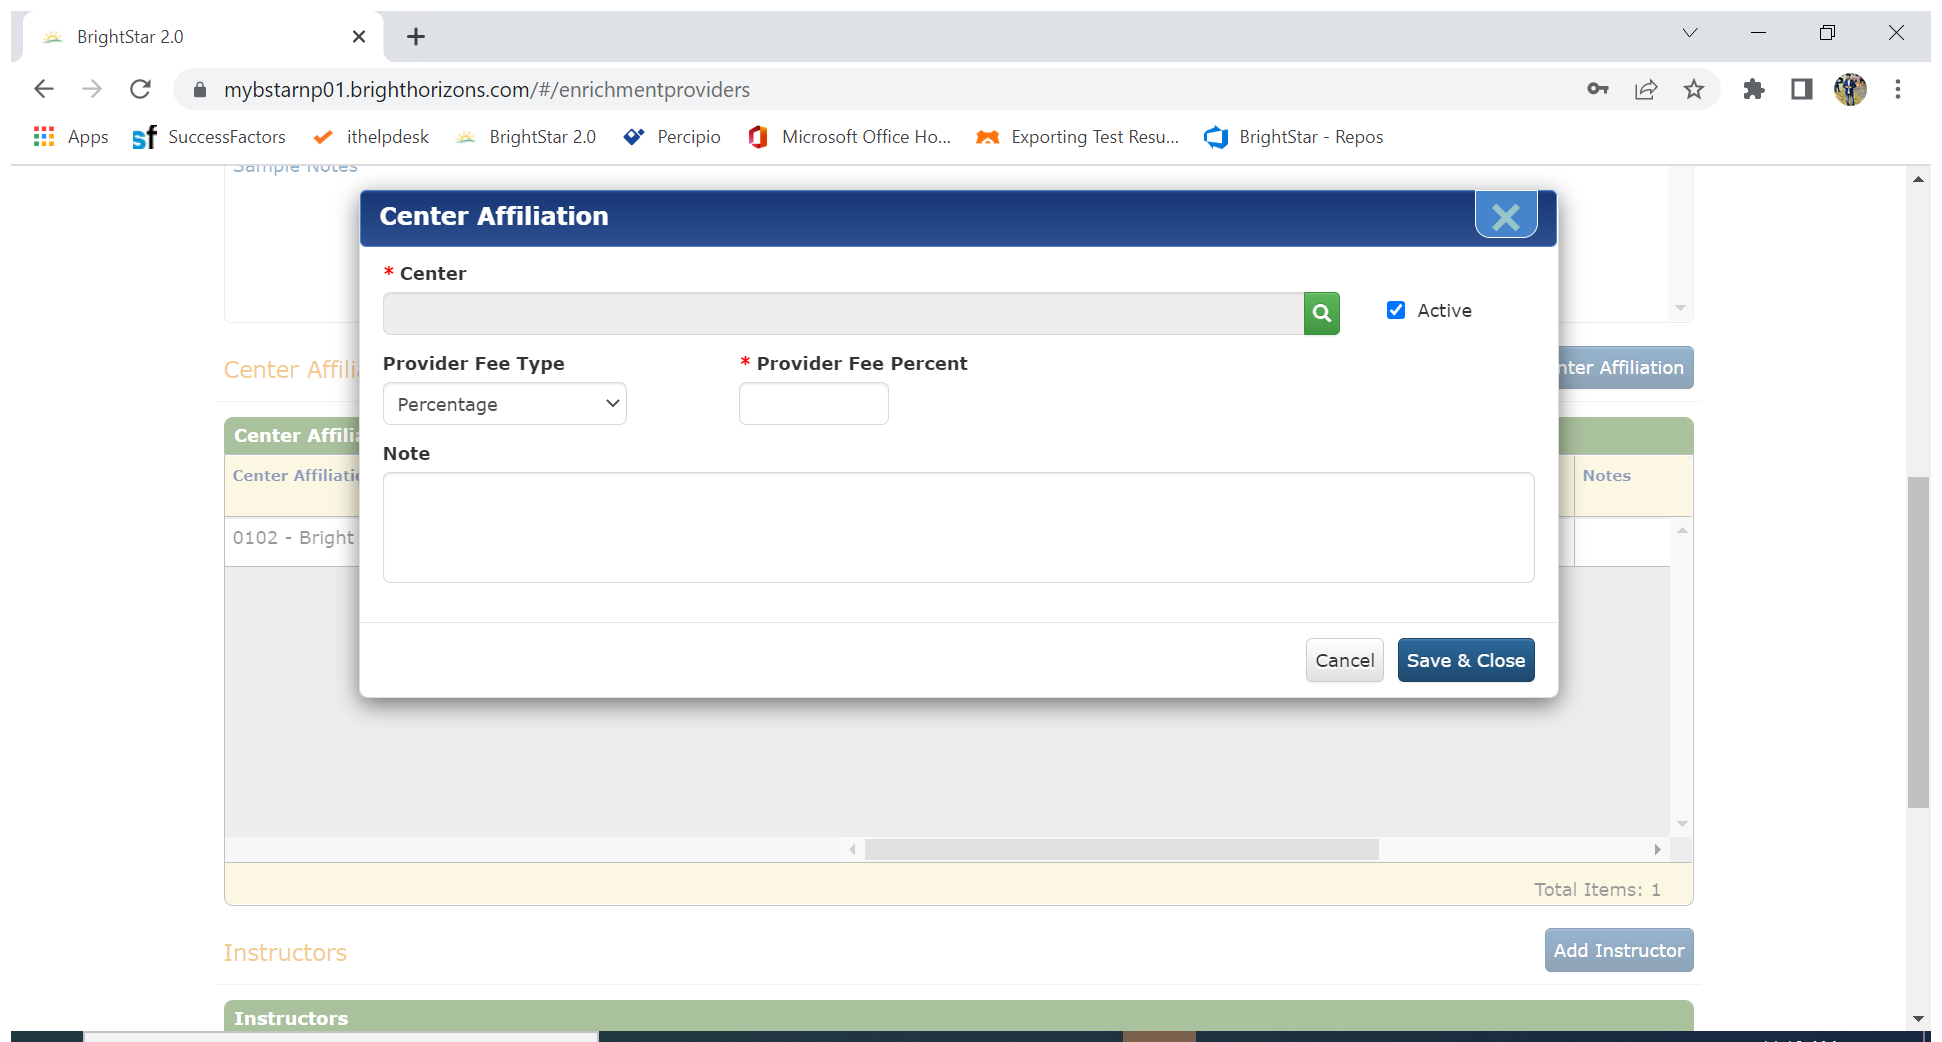 BrightStar 2.0
mybstarnp01.brighthorizons.com/#/enrichmentproviders
Apps SuccessFactors ithelpdesk BrightStar 2.0 Percipio Microsoft Office Ho... Exporting Test Resu... BrightStar - Repos
Sample Notes
Center Affiliation
* Center
Active
Provider Fee Type * Provider Fee Percent
Percentage
Note
Cancel Save & Close
Center Affili
nter Affiliation
Center Affili
Center Affiliati Notes
0102 - Bright
Total Items: 1
Instructors Add Instructor
Instructors